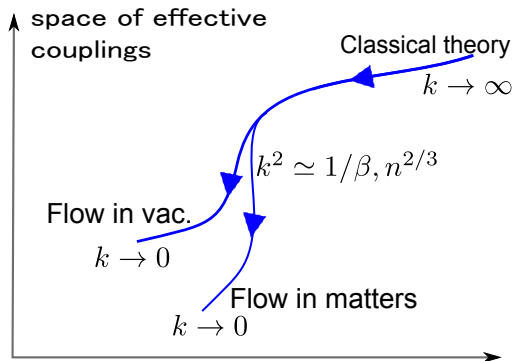 space of effective
couplings
Classical theory
k → ∞
k² ≃ 1/β, n^{2/3}
Flow in vac.
k → 0
Flow in matters
k → 0